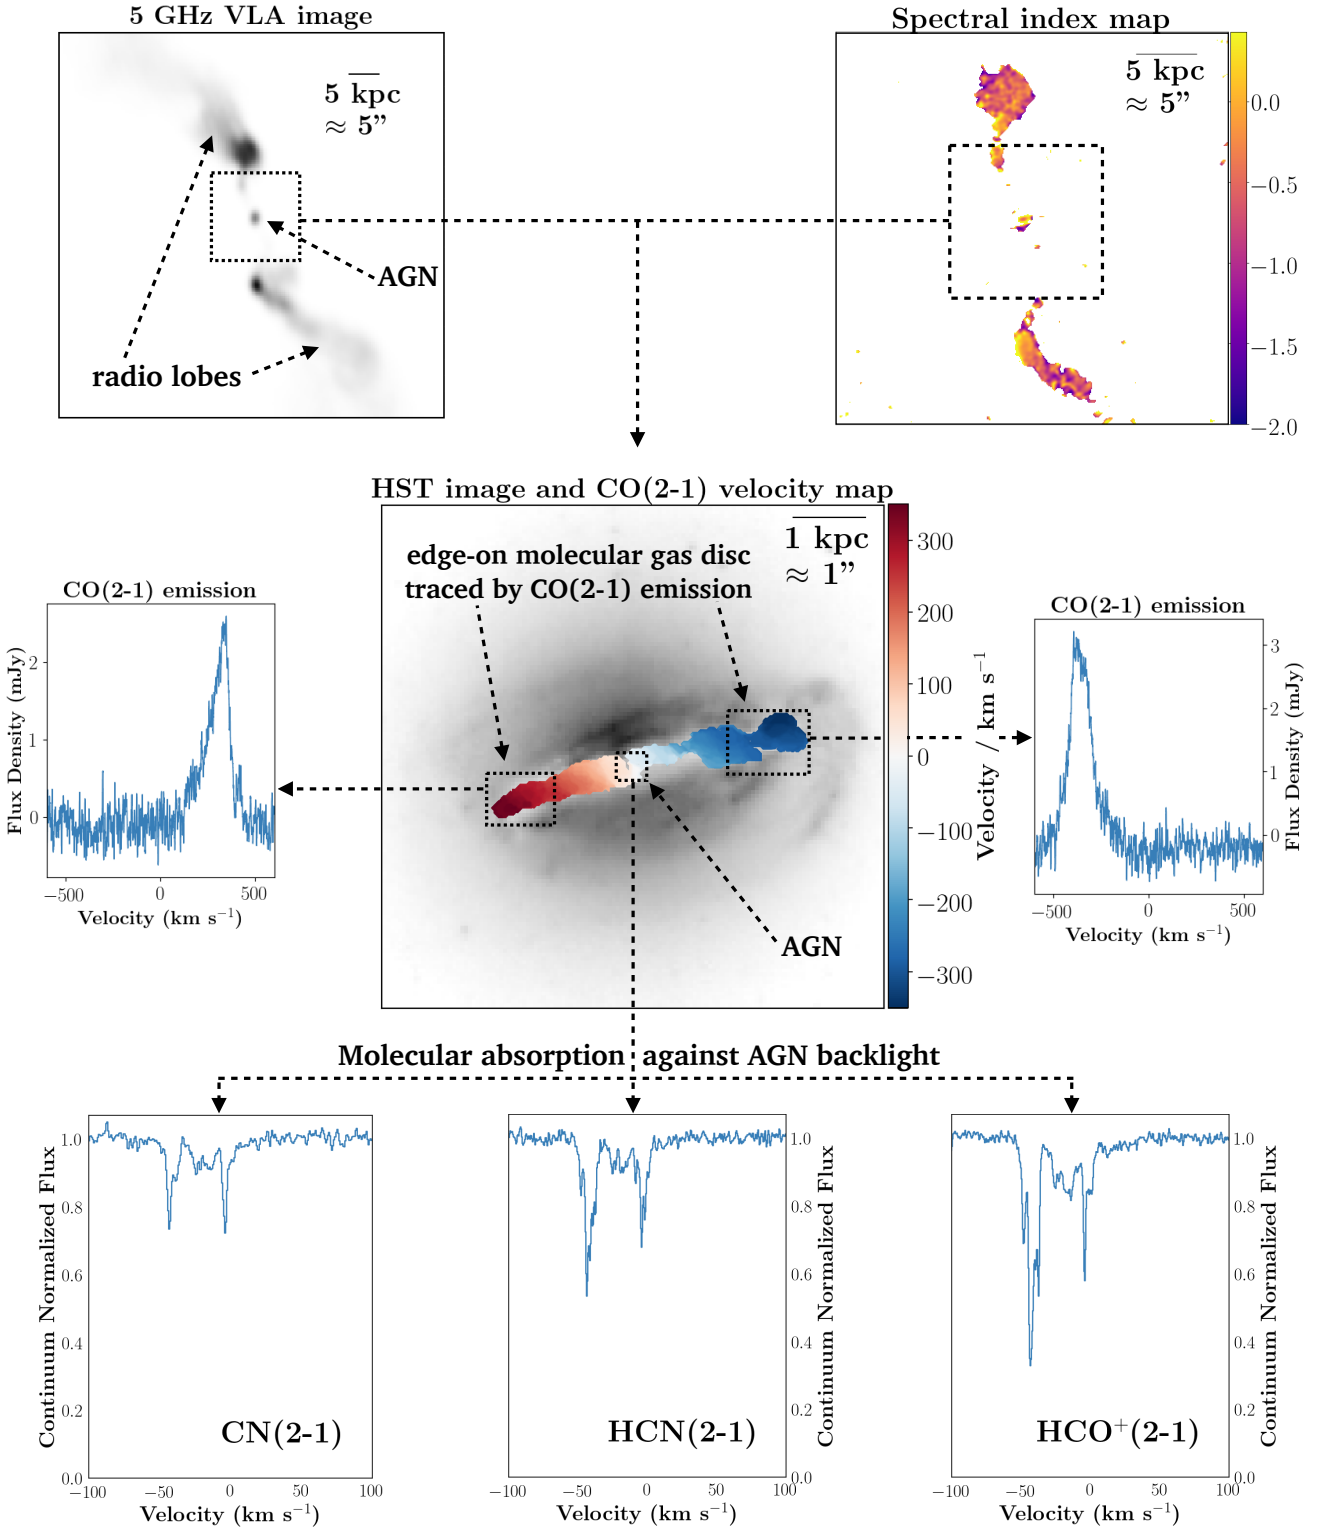 5 GHz VLA image
5 kpc
≈ 5”
AGN
radio lobes
Spectral index map
5 kpc
≈ 5”
0.0
−0.5
−1.0
−1.5
−2.0
HST image and CO(2-1) velocity map
1 kpc
≈ 1”
edge-on molecular gas disc
traced by CO(2-1) emission
AGN
300
200
100
0
−100
−200
−300
Velocity / km s⁻¹
CO(2-1) emission
Flux Density (mJy)
2
1
0
−500 0 500
Velocity (km s⁻¹)
CO(2-1) emission
3
2
1
0
Flux Density (mJy)
−500 0 500
Velocity (km s⁻¹)
Molecular absorption against AGN backlight
Continuum Normalized Flux
1.0
0.8
0.6
0.4
0.2
0.0
CN(2-1)
−100 −50 0 50 100
Velocity (km s⁻¹)
HCN(2-1)
1.0
0.8
0.6
0.4
0.2
0.0
Continuum Normalized Flux
−100 −50 0 50 100
Velocity (km s⁻¹)
HCO⁺(2-1)
1.0
0.8
0.6
0.4
0.2
0.0
Continuum Normalized Flux
−100 −50 0 50 100
Velocity (km s⁻¹)